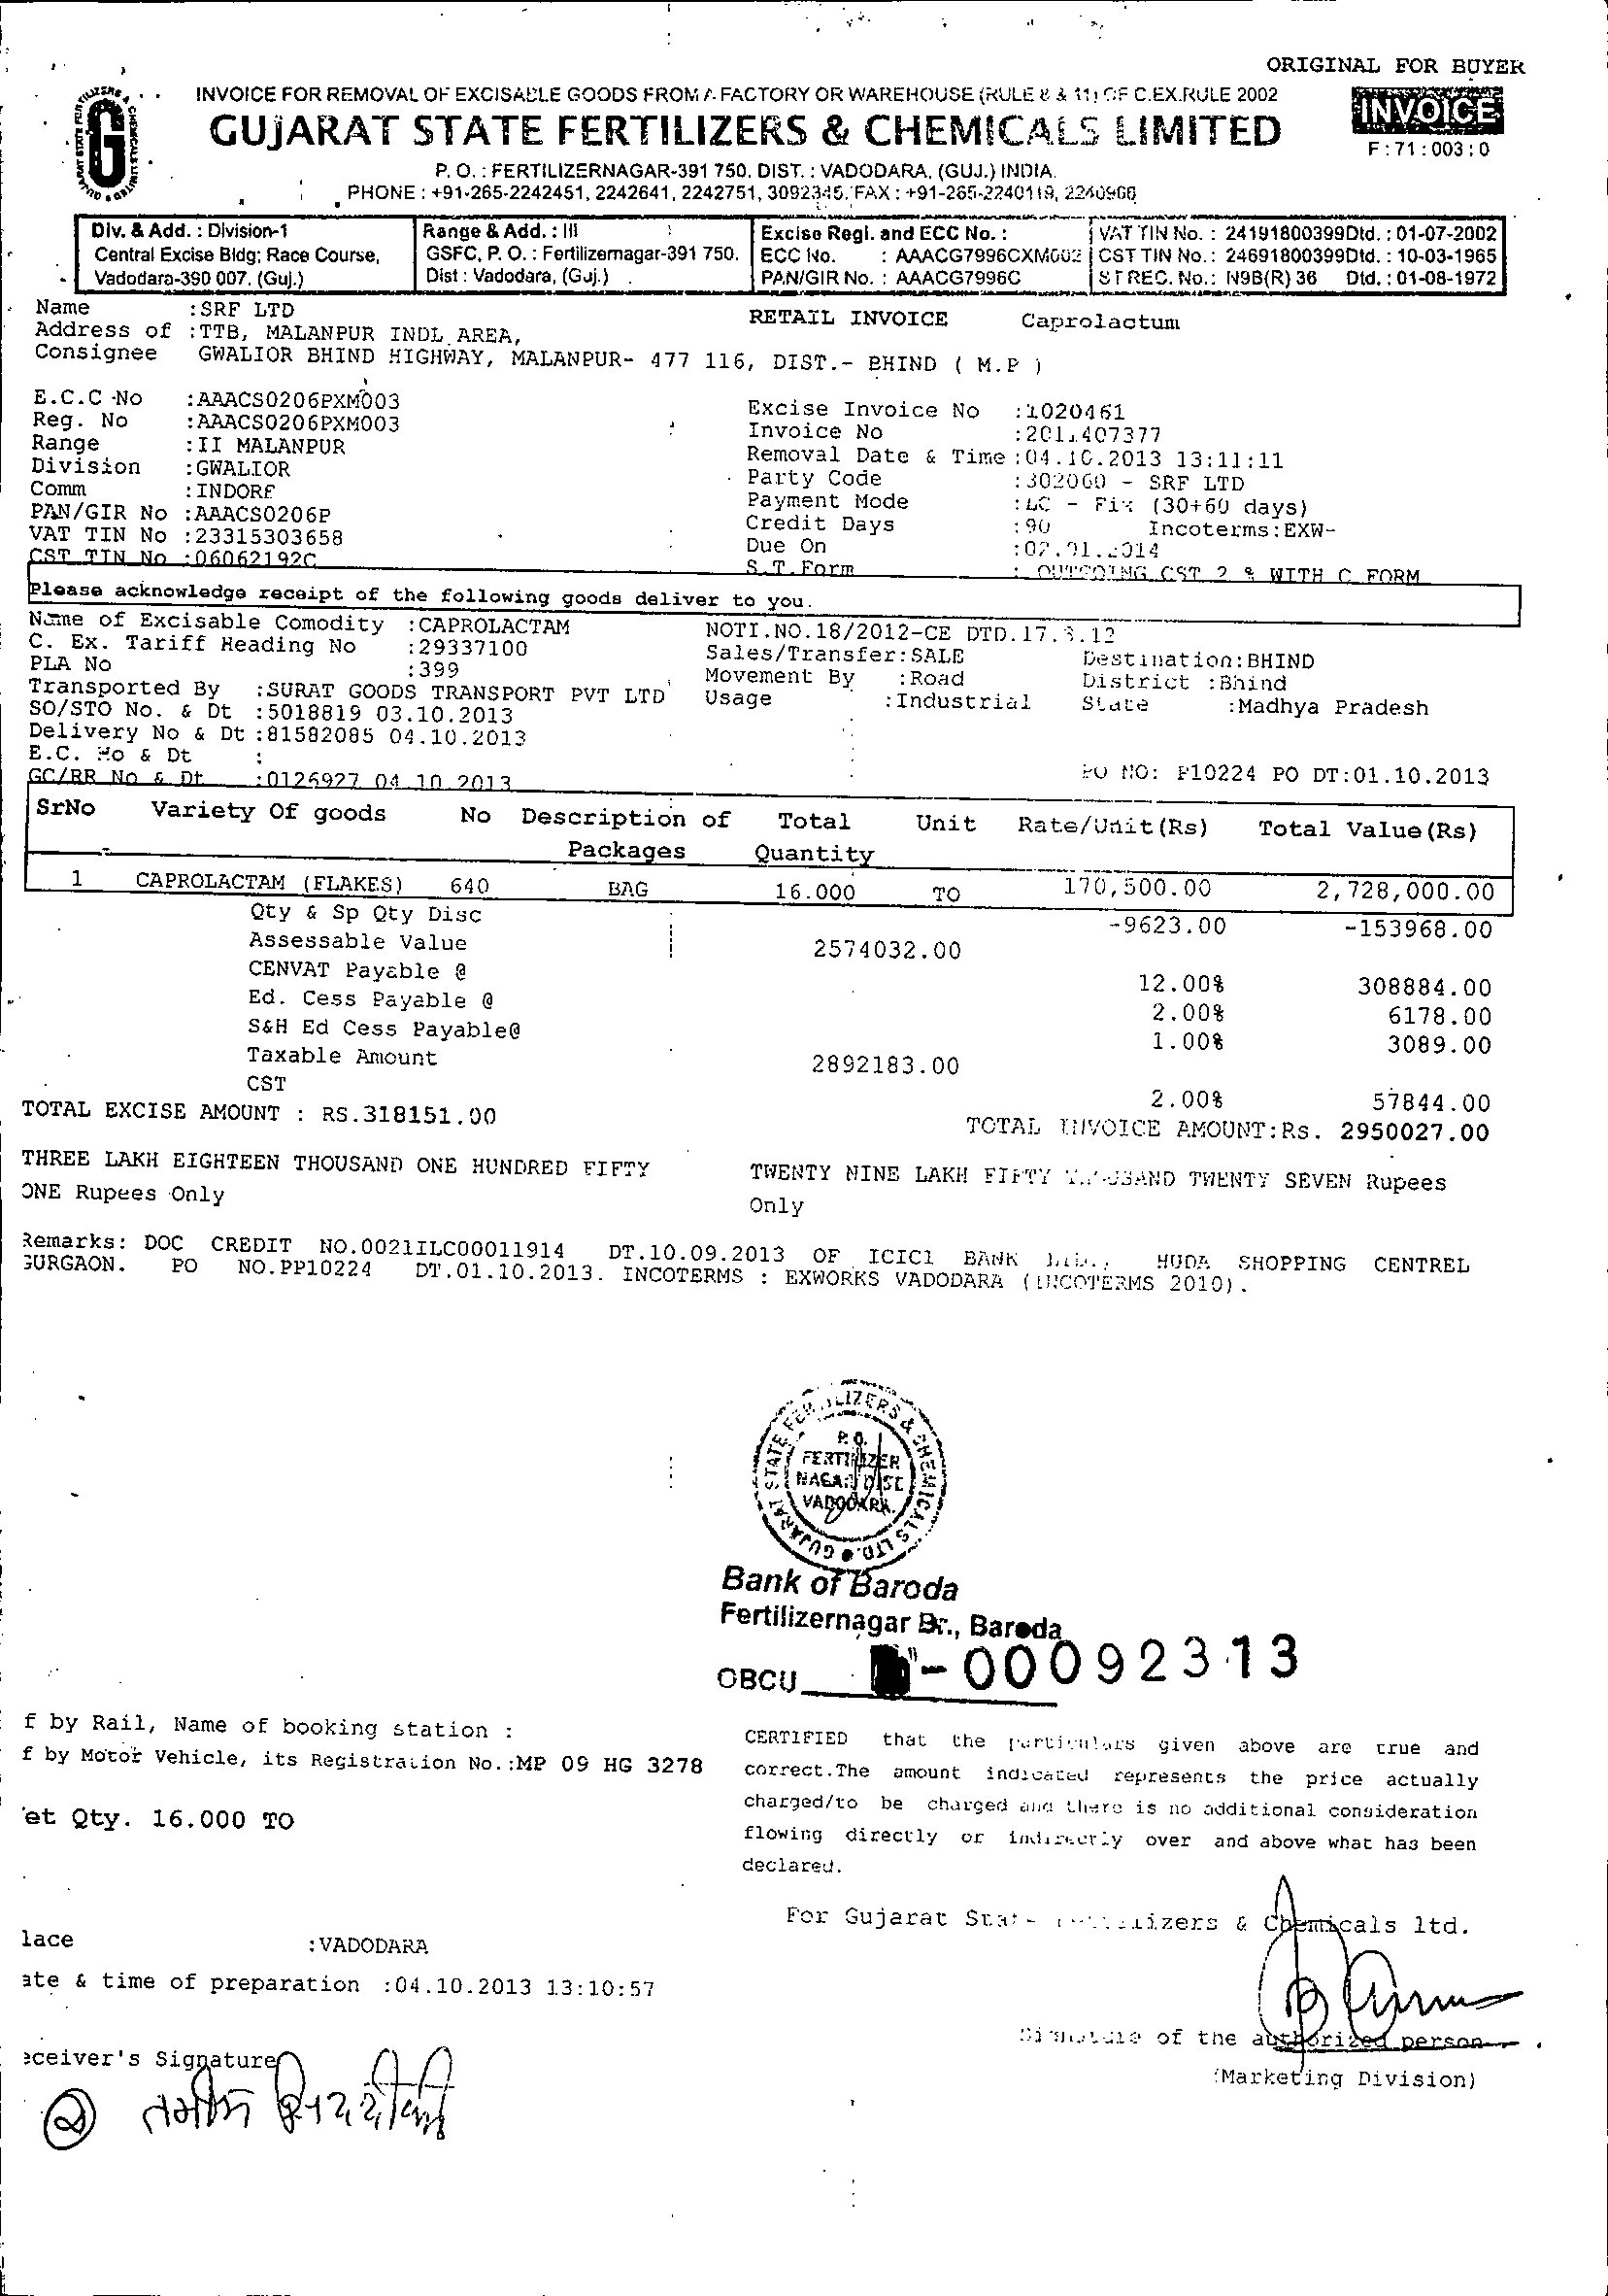 ORIGINAL FOR BUYER
INVOICE FOR REMOVAL OF EXCISABLE GOODS FROM A FACTORY OR WAREHOUSE (RULE 8 & 11) OF C.EX.RULE 2002
INVOICE
GUJARAT STATE FERTILIZERS & CHEMICALS LIMITED
F : 71 : 003 : 0
P. O. : FERTILIZERNAGAR-391 750. DIST. : VADODARA, (GUJ.) INDIA.
PHONE : +91-265-2242451, 2242641, 2242751, 3092345, FAX : +91-265-2240119, 2240966
Div. & Add. : Division-1
Central Excise Bldg; Race Course,
Vadodara-390 007. (Guj.)
Range & Add. : III
GSFC, P. O. : Fertilizernagar-391 750.
Dist : Vadodara, (Guj.)
Excise Regl. and ECC No. :
ECC No. : AAACG7996CXM002
PAN/GIR No. : AAACG7996C
VAT TIN No. : 24191800399 Dtd. : 01-07-2002
CST TIN No. : 24691800399 Dtd. : 10-03-1965
ST REC. No. : N9B(R) 36 Dtd. : 01-08-1972
Name :SRF LTD
Address of :TTB, MALANPUR INDL AREA,
Consignee GWALIOR BHIND HIGHWAY, MALANPUR- 477 116, DIST.- BHIND ( M.P )
RETAIL INVOICE Caprolactum
E.C.C No :AAACS0206PXM003
Reg. No :AAACS0206PXM003
Range :II MALANPUR
Division :GWALIOR
Comm :INDORE
PAN/GIR No :AAACS0206P
VAT TIN No :23315303658
CST TIN No :06062192C
Excise Invoice No :1020461
Invoice No :2011407377
Removal Date & Time :04.10.2013 13:11:11
Party Code :302060 - SRF LTD
Payment Mode :LC - Fix (30+60 days)
Credit Days :90 Incoterms:EXW-
Due On :02.01.2014
S.T.Form : OUTGOING CST 2 % WITH C FORM
Please acknowledge receipt of the following goods deliver to you.
Name of Excisable Comodity :CAPROLACTAM
C. Ex. Tariff Heading No :29337100
PLA No :399
Transported By :SURAT GOODS TRANSPORT PVT LTD
SO/STO No. & Dt :5018819 03.10.2013
Delivery No & Dt :81582085 04.10.2013
E.C. No & Dt :
GC/RR No & Dt :0126927 04.10.2013
NOTI.NO.18/2012-CE DTD.17.3.12
Sales/Transfer:SALE Destination:BHIND
Movement By :Road District :Bhind
Usage :Industrial State :Madhya Pradesh
PO NO: P10224 PO DT:01.10.2013
SrNo Variety Of goods No Description of Packages Total Quantity Unit Rate/Unit(Rs) Total Value(Rs)
1 CAPROLACTAM (FLAKES) 640 BAG 16.000 TO 170,500.00 2,728,000.00
Qty & Sp Qty Disc -9623.00 -153968.00
Assessable Value 2574032.00
CENVAT Payable @ 12.00% 308884.00
Ed. Cess Payable @ 2.00% 6178.00
S&H Ed Cess Payable@ 1.00% 3089.00
Taxable Amount 2892183.00
CST 2.00% 57844.00
TOTAL EXCISE AMOUNT : RS.318151.00
TOTAL INVOICE AMOUNT:Rs. 2950027.00
THREE LAKH EIGHTEEN THOUSAND ONE HUNDRED FIFTY
ONE Rupees Only
TWENTY NINE LAKH FIFTY THOUSAND TWENTY SEVEN Rupees
Only
Remarks: DOC CREDIT NO.0021ILC00011914 DT.10.09.2013 OF ICICI BANK LTD., HUDA SHOPPING CENTREL
GURGAON. PO NO.PP10224 DT.01.10.2013. INCOTERMS : EXWORKS VADODARA (INCOTERMS 2010).
GUJARAT STATE FERTILIZERS & CHEMICALS LTD.
P. O.
FERTILIZER
NAGAR DIST
VADODARA.
Bank of Baroda
Fertilizernagar Br., Baroda
OBCU -00092313
f by Rail, Name of booking station :
f by Motor Vehicle, its Registration No.:MP 09 HG 3278
et Qty. 16.000 TO
CERTIFIED that the particulars given above are true and
correct.The amount indicated represents the price actually
charged/to be charged and there is no additional consideration
flowing directly or indirectly over and above what has been
declared.
For Gujarat State Fertilizers & Chemicals ltd.
lace :VADODARA
ate & time of preparation :04.10.2013 13:10:57
Signature of the authorized person
(Marketing Division)
eceiver's Signature